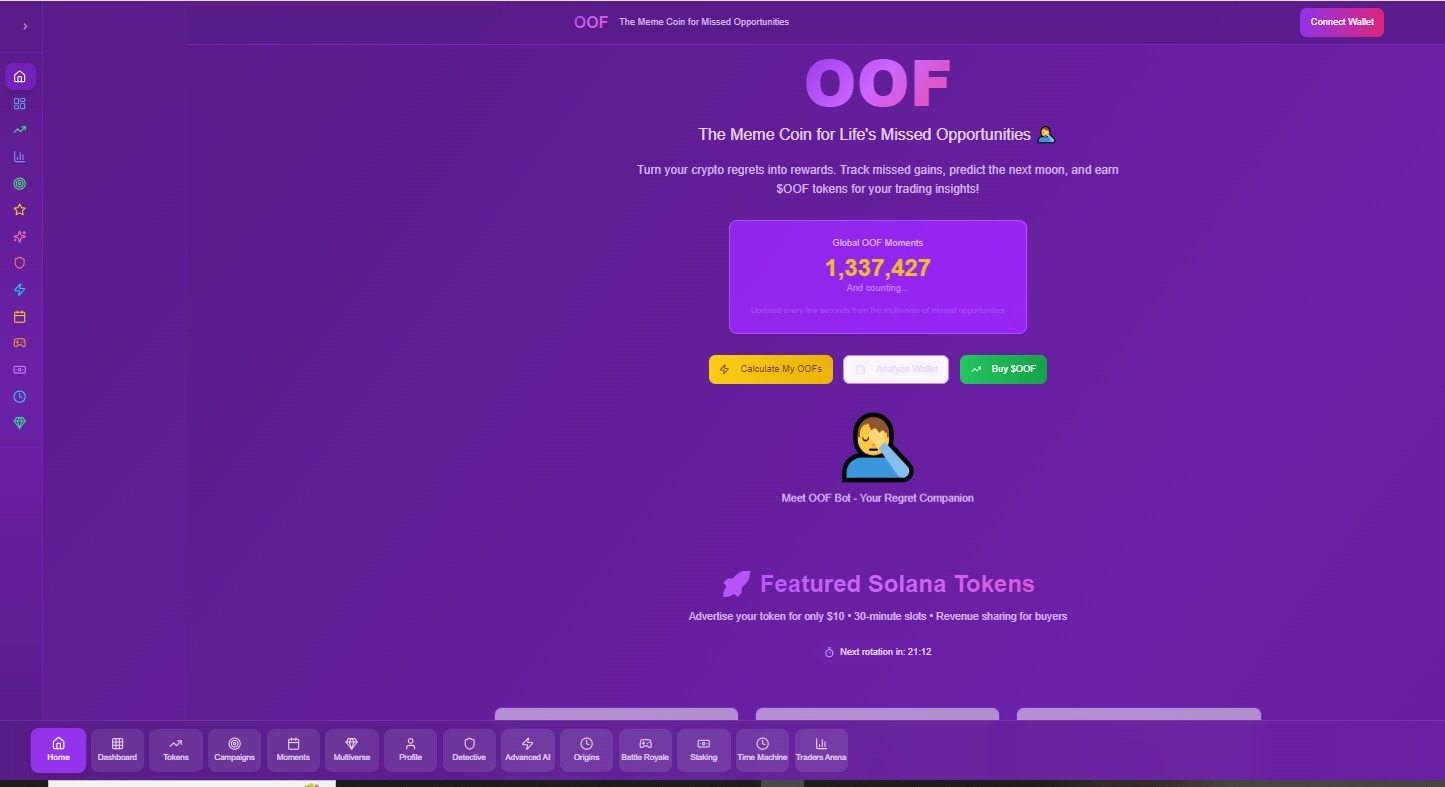 OOF
The Meme Coin for Missed Opportunities
Connect Wallet
OOF
The Meme Coin for Life's Missed Opportunities
Turn your crypto regrets into rewards. Track missed gains, predict the next moon, and earn
$OOF tokens for your trading insights!
Global OOF Moments
1,337,427
And counting...
Updated every few seconds from the multiverse of missed opportunities
Calculate My OOFs
Analyze Wallet
Buy $OOF
Meet OOF Bot - Your Regret Companion
Featured Solana Tokens
Advertise your token for only $10 • 30-minute slots • Revenue sharing for buyers
Next rotation in: 21:12
Home
Dashboard
Tokens
Campaigns
Moments
Multiverse
Profile
Detective
Advanced AI
Origins
Battle Royale
Staking
Time Machine
Traders Arena